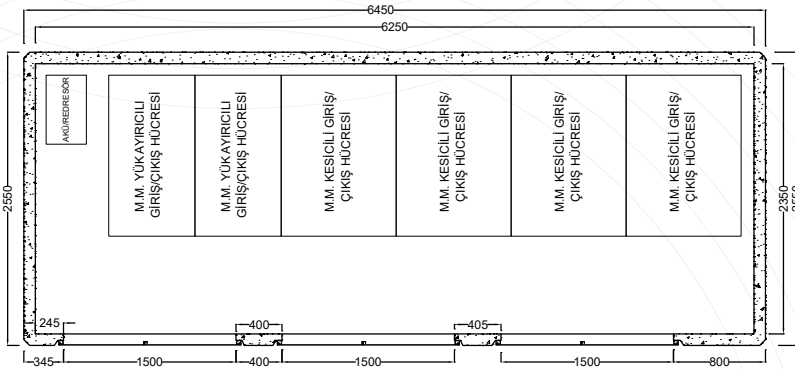 6450
6250
AKÜ/REDRESÖR
M.M. YÜK AYIRICILI
GİRİŞ/ÇIKIŞ HÜCRESİ
M.M. YÜK AYIRICILI
GİRİŞ/ÇIKIŞ HÜCRESİ
M.M. KESİCİLİ GİRİŞ/
ÇIKIŞ HÜCRESİ
M.M. KESİCİLİ GİRİŞ/
ÇIKIŞ HÜCRESİ
M.M. KESİCİLİ GİRİŞ/
ÇIKIŞ HÜCRESİ
M.M. KESİCİLİ GİRİŞ/
ÇIKIŞ HÜCRESİ
2550
2350
2550
245
400
405
345
1500
400
1500
1500
800